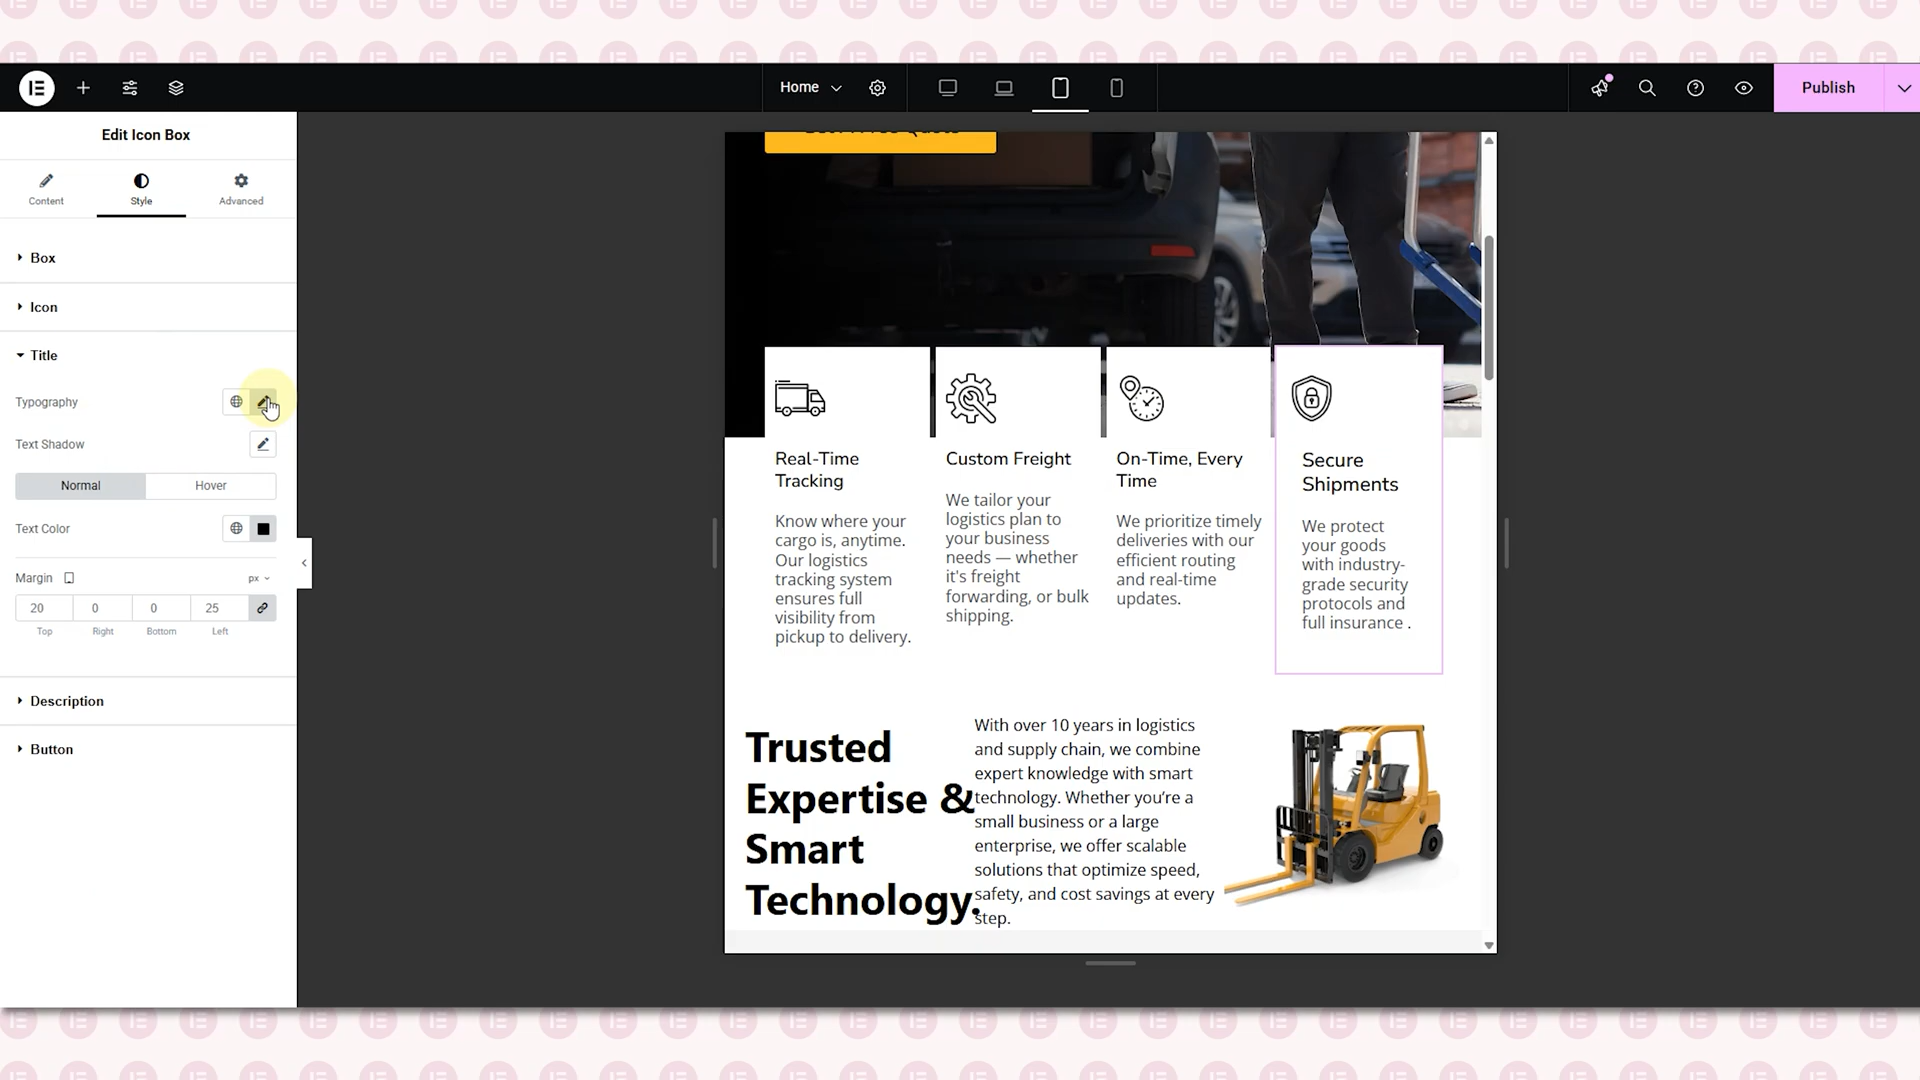 Home
Publish
Edit Icon Box
Content
Style
Advanced
Box
Icon
Title
Typography
Text Shadow
Normal
Hover
Text Color
Margin
px
20
0
0
25
Top
Right
Bottom
Left
Description
Button
Real-Time
Tracking
Know where your
cargo is, anytime.
Our logistics
tracking system
ensures full
visibility from
pickup to delivery.
Custom Freight
We tailor your
logistics plan to
your business
needs — whether
it's freight
forwarding, or bulk
shipping.
On-Time, Every
Time
We prioritize timely
deliveries with our
efficient routing
and real-time
updates.
Secure
Shipments
We protect
your goods
with industry-
grade security
protocols and
full insurance .
Trusted
Expertise &
Smart
Technology.
With over 10 years in logistics
and supply chain, we combine
expert knowledge with smart
technology. Whether you’re a
small business or a large
enterprise, we offer scalable
solutions that optimize speed,
safety, and cost savings at every
step.